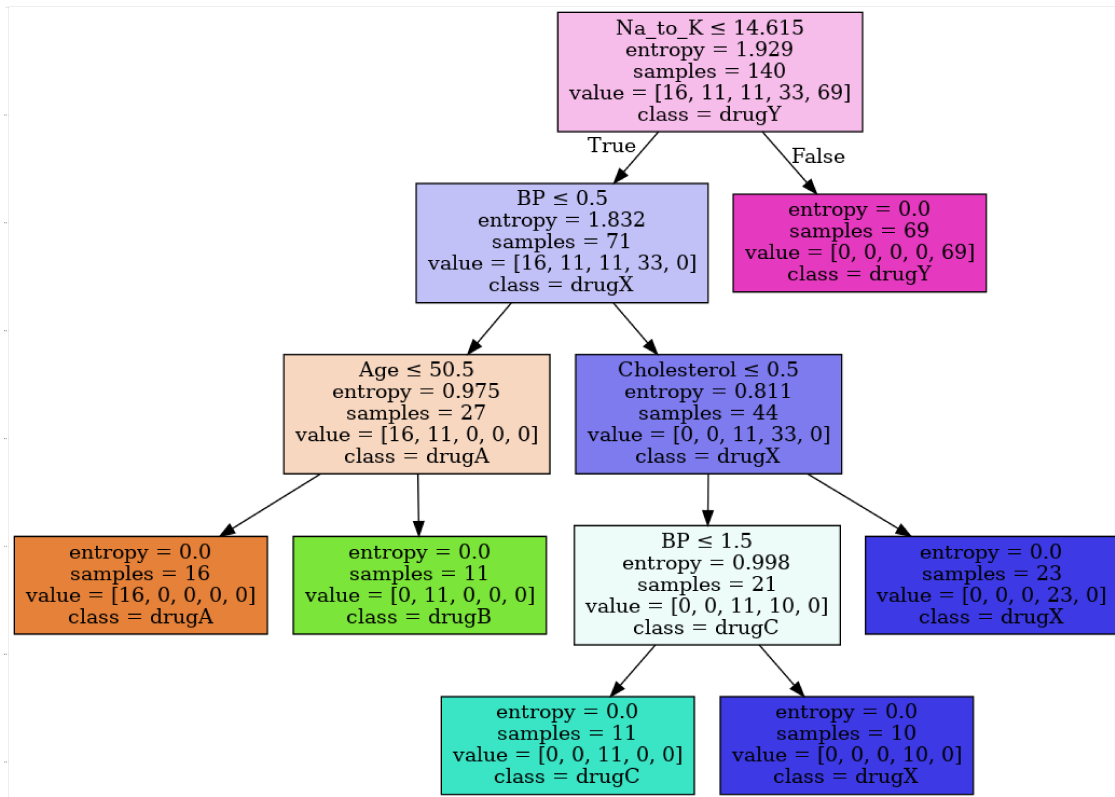 Na_to_K ≤ 14.615
entropy = 1.929
samples = 140
value = [16, 11, 11, 33, 69]
class = drugY
True
False
BP ≤ 0.5
entropy = 1.832
samples = 71
value = [16, 11, 11, 33, 0]
class = drugX
entropy = 0.0
samples = 69
value = [0, 0, 0, 0, 69]
class = drugY
Age ≤ 50.5
entropy = 0.975
samples = 27
value = [16, 11, 0, 0, 0]
class = drugA
Cholesterol ≤ 0.5
entropy = 0.811
samples = 44
value = [0, 0, 11, 33, 0]
class = drugX
entropy = 0.0
samples = 16
value = [16, 0, 0, 0, 0]
class = drugA
entropy = 0.0
samples = 11
value = [0, 11, 0, 0, 0]
class = drugB
BP ≤ 1.5
entropy = 0.998
samples = 21
value = [0, 0, 11, 10, 0]
class = drugC
entropy = 0.0
samples = 23
value = [0, 0, 0, 23, 0]
class = drugX
entropy = 0.0
samples = 11
value = [0, 0, 11, 0, 0]
class = drugC
entropy = 0.0
samples = 10
value = [0, 0, 0, 10, 0]
class = drugX